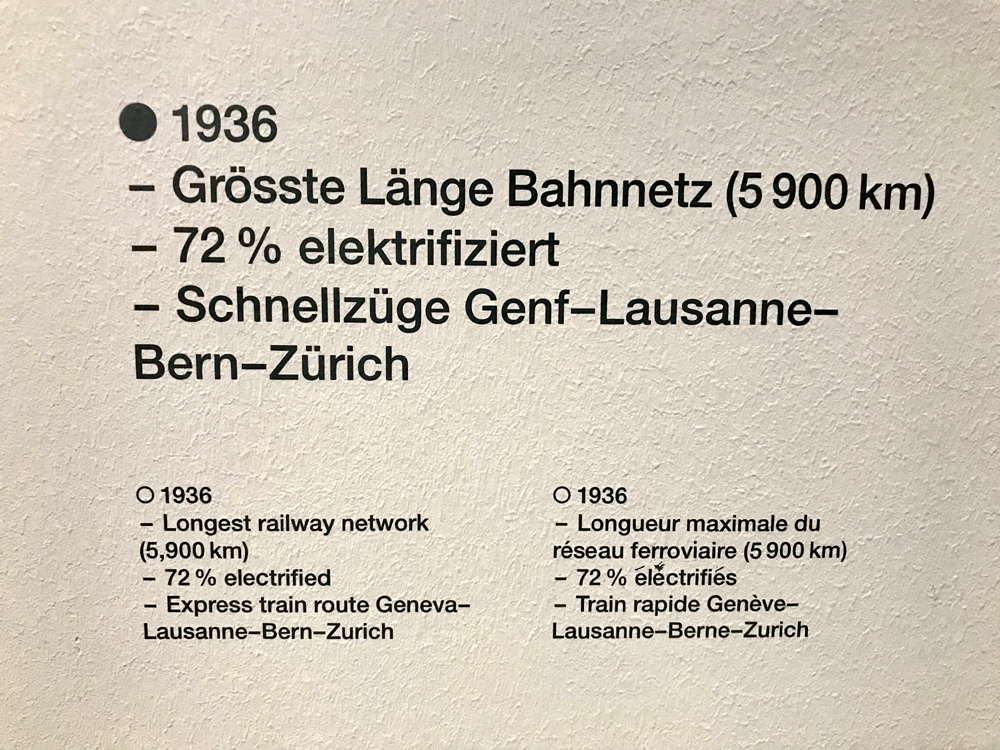 ● 1936
– Grösste Länge Bahnnetz (5 900 km)
– 72 % elektrifiziert
– Schnellzüge Genf–Lausanne–
Bern–Zürich
○ 1936
– Longest railway network
(5,900 km)
– 72 % electrified
– Express train route Geneva–
Lausanne–Bern–Zurich
○ 1936
– Longueur maximale du
réseau ferroviaire (5 900 km)
– 72 % électrifiés
– Train rapide Genève–
Lausanne–Berne–Zurich